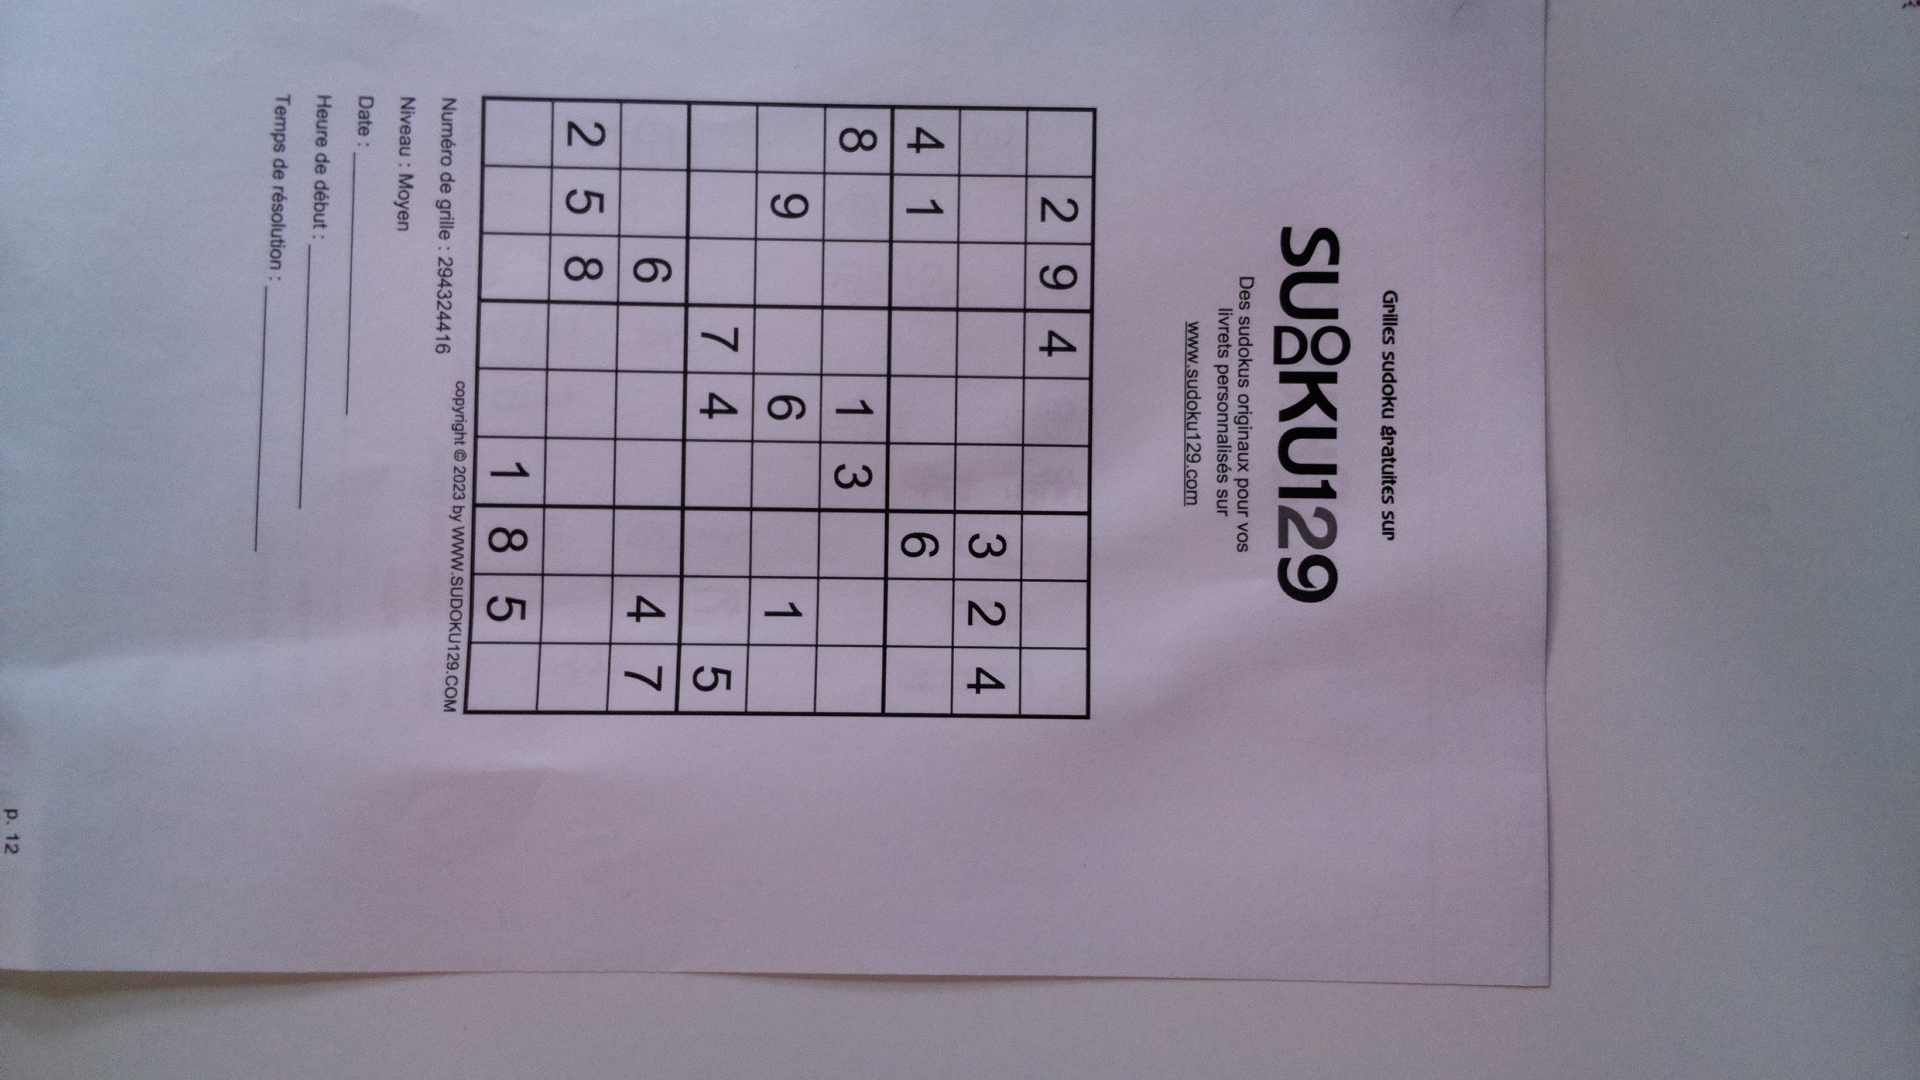 Grilles sudoku gratuites sur
SUDOKU129
Des sudokus originaux pour vos
livrets personnalisés sur
www.sudoku129.com
2 9 4
3 2 4
4 1 6
8 1 3
9 6 1
7 4 5
6 4 7
2 5 8
1 8 5
Numéro de grille : 294324416 copyright © 2023 by WWW.SUDOKU129.COM
Niveau : Moyen
Date :
Heure de début :
Temps de résolution :
p. 12